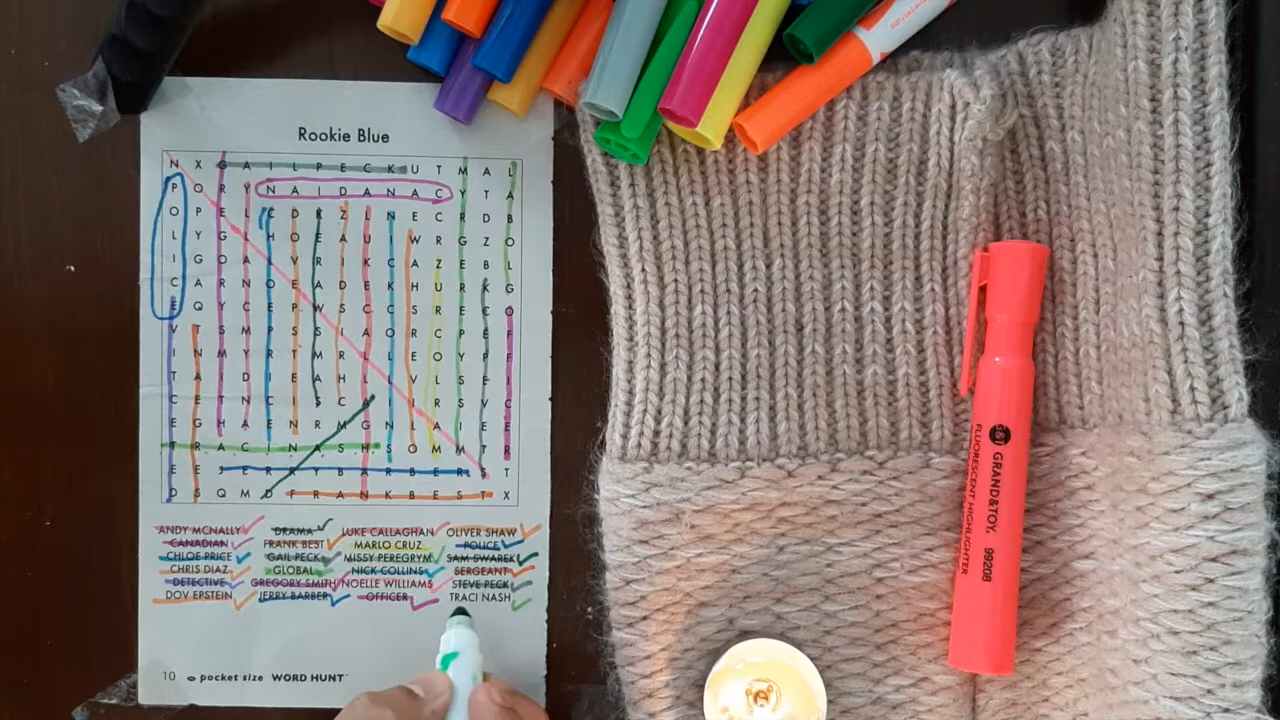 Rookie Blue
N X G A I L P E C K U T M A L
P O R Y N A I D A N A C Y T A
O P E L C D K Z L N E C R D B
L Y G L H O E A U I W R G Z O
I G O A L V R I K C A Z E B L
C A R N O E A D E K H U R K G
E Q Y C E P W S C C S R E C O
V T S M P S S I A O R C P E F
I N M Y R T M R L L E O Y P F
T A I D I E A H L L V L S E I
C E T N C I S C A I I R S V C
E G H A E N R M G N L A I E E
T R A C I N A S H S O M M T R
E E J E R R Y B A R B E R S T
D S Q M D F R A N K B E S T X
ANDY MCNALLY DRAMA LUKE CALLAGHAN OLIVER SHAW
CANADIAN FRANK BEST MARLO CRUZ POLICE
CHLOE PRICE GAIL PECK MISSY PEREGRYM SAM SWAREK
CHRIS DIAZ GLOBAL NICK COLLINS SERGEANT
DETECTIVE GREGORY SMITH NOELLE WILLIAMS STEVE PECK
DOV EPSTEIN JERRY BARBER OFFICER TRACI NASH
10 pocket size WORD HUNT
G&T GRAND & TOY. 99208
FLUORESCENT HIGHLIGHTER